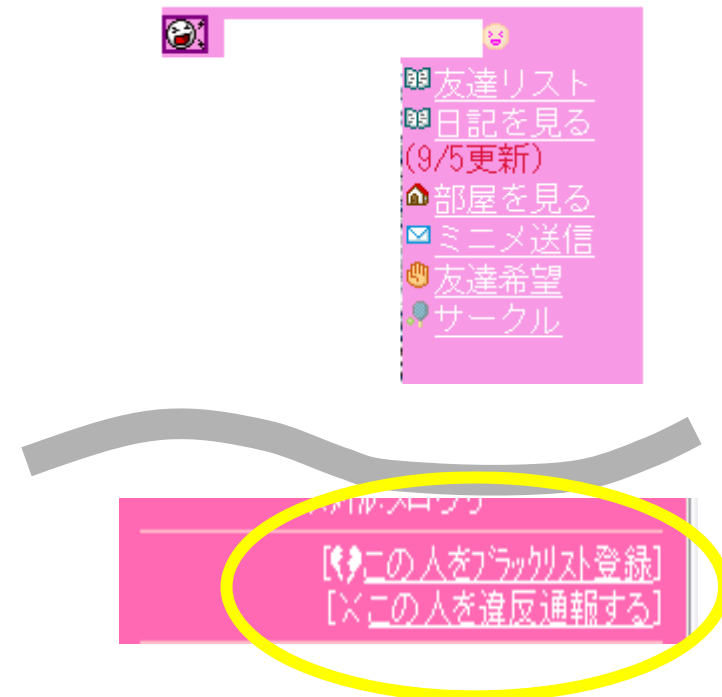 友達リスト
日記を見る
(9/5更新)
部屋を見る
ミニメ送信
友達希望
サークル
[この人をブラックリスト登録]
[×この人を違反通報する]